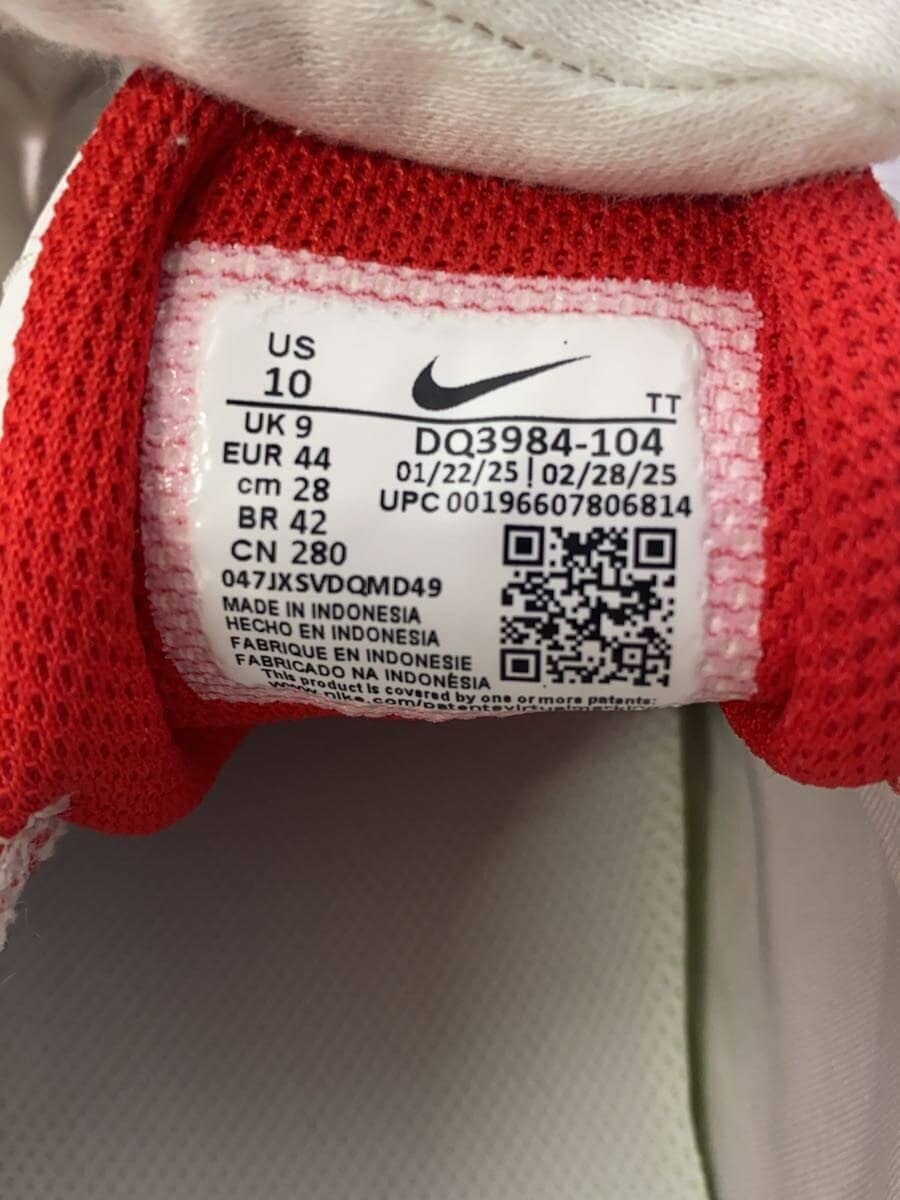 US
10
TT
UK 9
EUR 44
cm 28
BR 42
CN 280
DQ3984-104
01/22/25 | 02/28/25
UPC 00196607806814
047JXSVDQMD49
MADE IN INDONESIA
HECHO EN INDONESIA
FABRIQUE EN INDONESIE
FABRICADO NA INDONÉSIA
This product is covered by one or more patents: